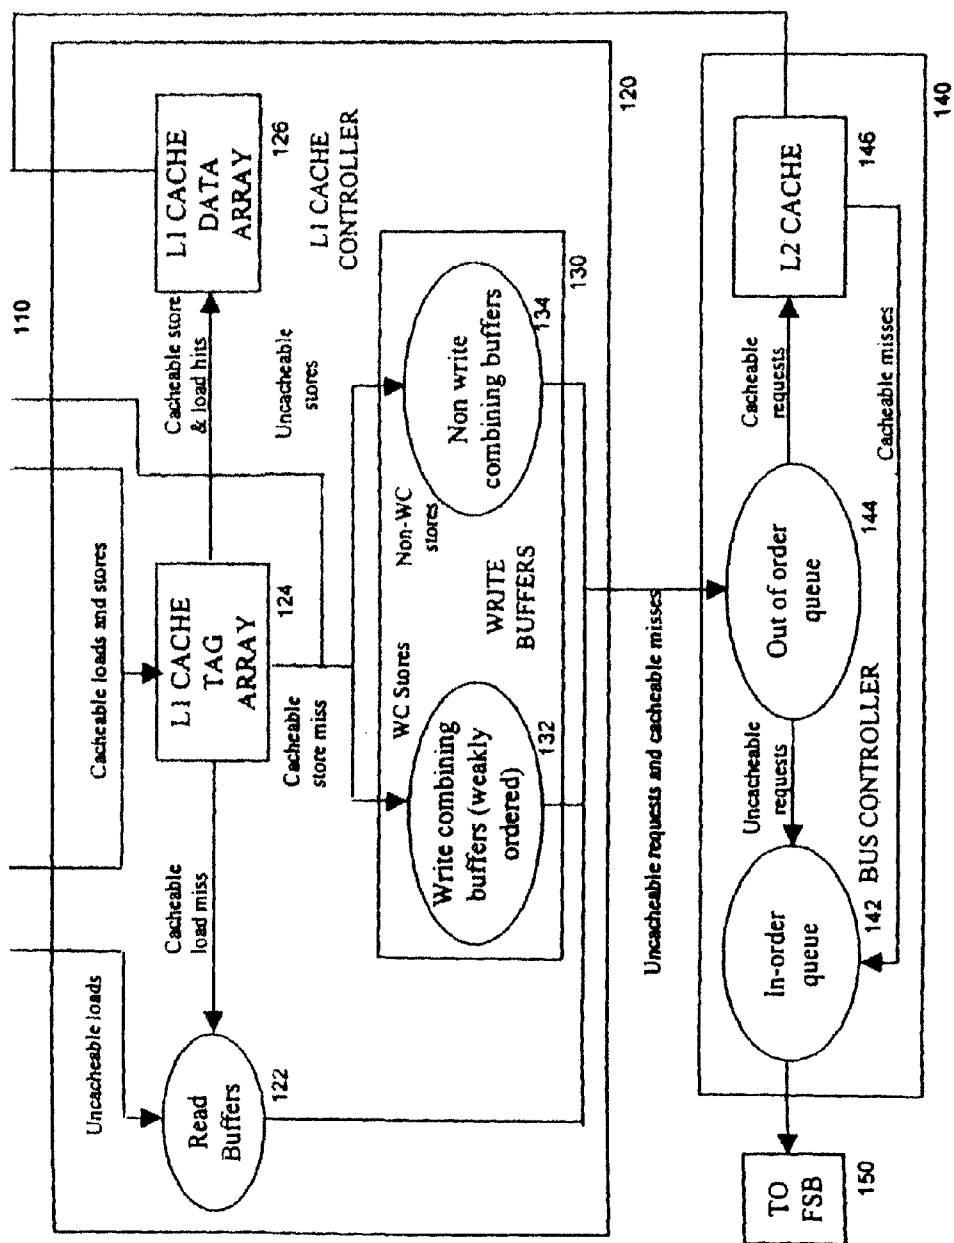 110
Uncacheable loads
Cacheable loads and stores
Read
Buffers
122
Cacheable
load miss
L1 CACHE
TAG
ARRAY
124
Cacheable store
& load hits
L1 CACHE
DATA
ARRAY
126
Uncacheable
stores
L1 CACHE
CONTROLLER
Cacheable
store miss
WC Stores
Non-WC
stores
Write combining
buffers (weakly
ordered)
132
WRITE
BUFFERS
Non write
combining buffers
134
130
120
Uncacheable requests and cacheable misses
TO
FSB
150
In-order
queue
142
BUS CONTROLLER
Uncacheable
requests
Out of order
queue
144
Cacheable
requests
L2 CACHE
146
Cacheable misses
140